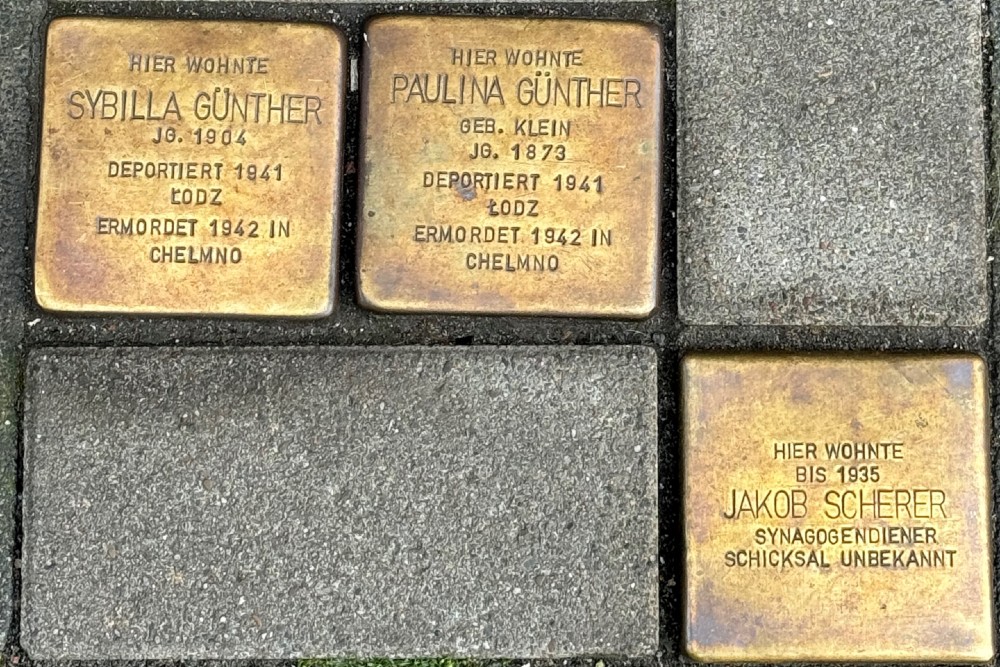 HIER WOHNTE
SYBILLA GÜNTHER
JG. 1904
DEPORTIERT 1941
ŁODZ
ERMORDET 1942 IN
CHELMNO
HIER WOHNTE
PAULINA GÜNTHER
GEB. KLEIN
JG. 1873
DEPORTIERT 1941
ŁODZ
ERMORDET 1942 IN
CHELMNO
HIER WOHNTE
BIS 1935
JAKOB SCHERER
SYNAGOGENDIENER
SCHICKSAL UNBEKANNT